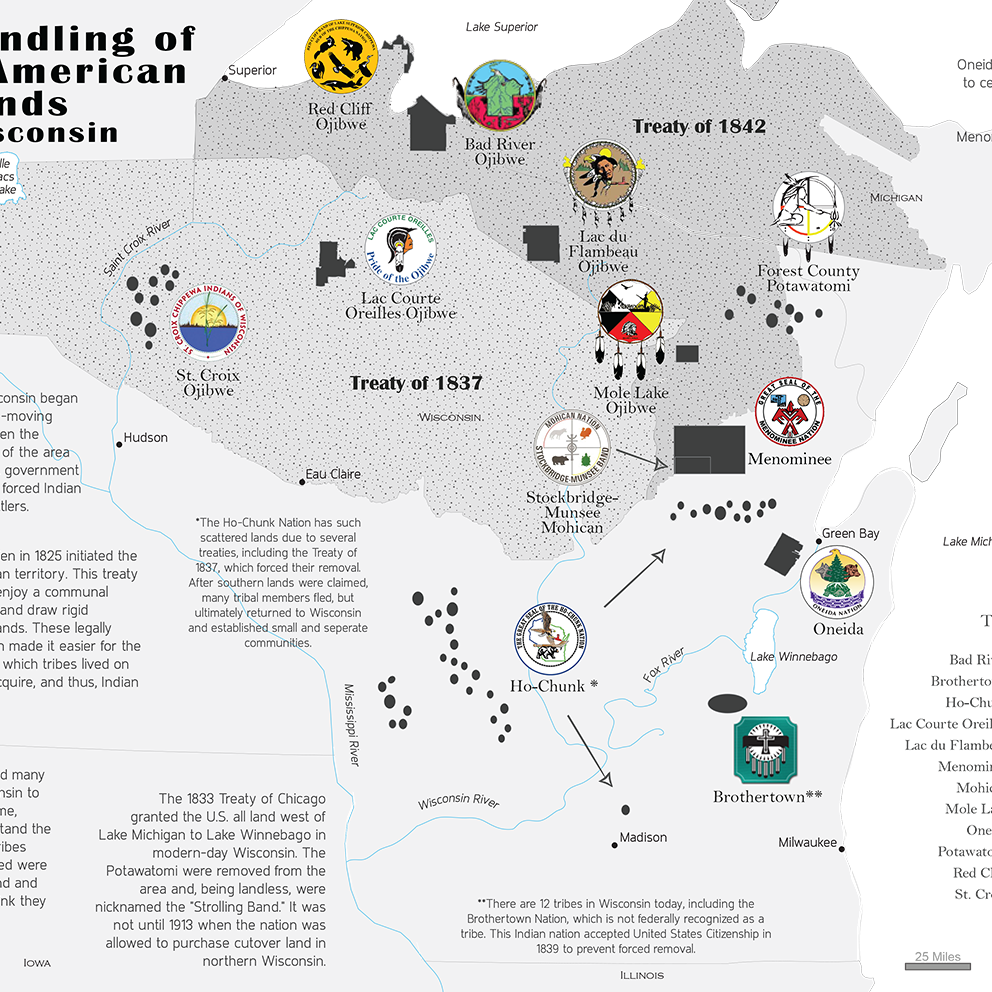 ndling of
American
nds
sconsin
Lake Superior
Superior
Red Cliff
Ojibwe
Bad River
Ojibwe
Treaty of 1842
Oneid
to ce
Menoi
MICHIGAN
lle
acs
ake
Saint Croix River
LAC COURTE OREILLES
Pride of the Ojibwe
Lac Courte
Oreilles Ojibwe
Lac du
Flambeau
Ojibwe
Forest County
Potawatomi
ST. CROIX CHIPPEWA INDIANS OF WISCONSIN
St. Croix
Ojibwe
Treaty of 1837
WISCONSIN
Mole Lake
Ojibwe
GREAT SEAL OF THE
MENOMINEE NATION
Menominee
MOHICAN NATION
STOCKBRIDGE-MUNSEE BAND
Stockbridge-
Munsee
Mohican
consin began
-moving
en the
of the area
government
forced Indian
tlers.
Hudson
Eau Claire
*The Ho-Chunk Nation has such
scattered lands due to several
treaties, including the Treaty of
1837, which forced their removal.
After southern lands were claimed,
many tribal members fled, but
ultimately returned to Wisconsin
and established small and seperate
communities.
Green Bay
Lake Mich
ONEIDA NATION
Oneida
en in 1825 initiated the
an territory. This treaty
enjoy a communal
and draw rigid
ands. These legally
n made it easier for the
which tribes lived on
cquire, and thus, Indian
THE GREAT SEAL OF THE HO-CHUNK NATION
Ho-Chunk *
Fox River
Lake Winnebago
Mississippi River
Brothertown**
T
Bad Riv
Brotherto
Ho-Chu
Lac Courte Oreil
Lac du Flambe
Menomin
Mohic
Mole La
One
Potawato
Red Cl
St. Cro
d many
nsin to
me,
tand the
ribes
ed were
nd and
nk they
The 1833 Treaty of Chicago
granted the U.S. all land west of
Lake Michigan to Lake Winnebago in
modern-day Wisconsin. The
Potawatomi were removed from the
area and, being landless, were
nicknamed the "Strolling Band." It was
not until 1913 when the nation was
allowed to purchase cutover land in
northern Wisconsin.
Wisconsin River
Madison
Milwaukee
**There are 12 tribes in Wisconsin today, including the
Brothertown Nation, which is not federally recognized as a
tribe. This Indian nation accepted United States Citizenship in
1839 to prevent forced removal.
IOWA
ILLINOIS
25 Miles